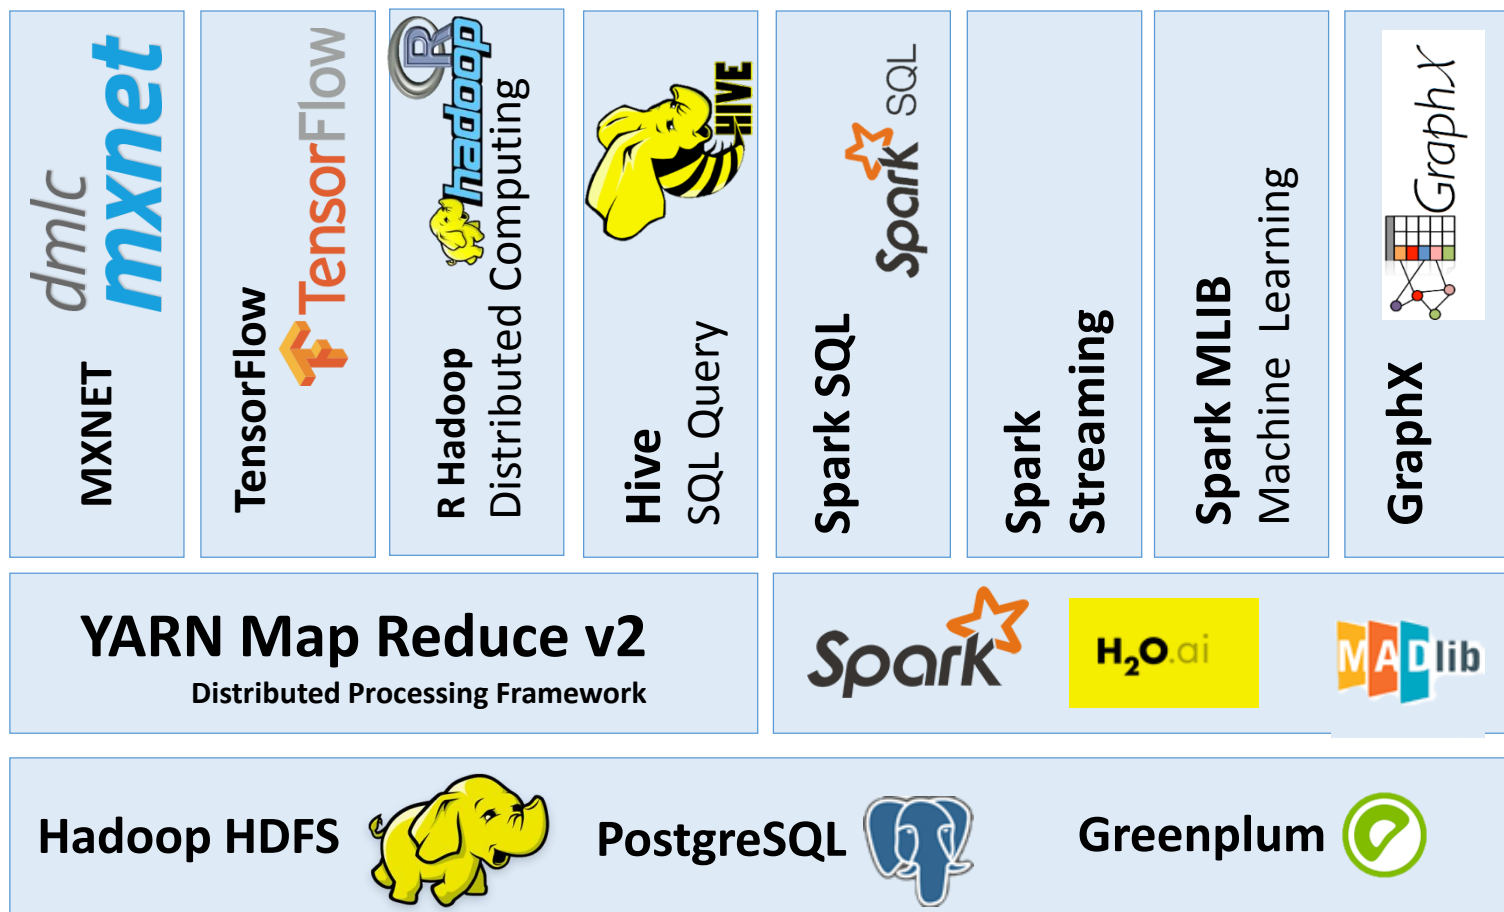 MXNET
dmlc
mxnet
TensorFlow
TensorFlow
R Hadoop
R
hadoop
Distributed Computing
Hive
SQL Query
HIVE
Spark SQL
Spark SQL
Spark
Streaming
Spark MLIB
Machine Learning
GraphX
GraphX
YARN Map Reduce v2
Distributed Processing Framework
Spark
H2O.ai
MADlib
Hadoop HDFS
PostgreSQL
Greenplum